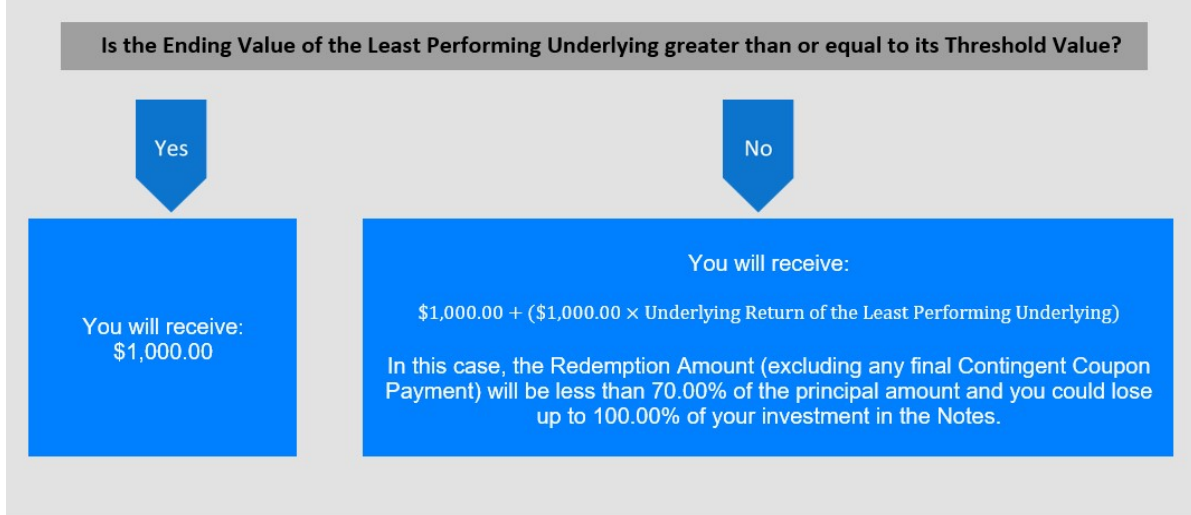 Is the Ending Value of the Least Performing Underlying greater than or equal to its Threshold Value?
Yes
No
You will receive:
$1,000.00
You will receive:
$1,000.00 + ($1,000.00 × Underlying Return of the Least Performing Underlying)
In this case, the Redemption Amount (excluding any final Contingent Coupon
Payment) will be less than 70.00% of the principal amount and you could lose
up to 100.00% of your investment in the Notes.